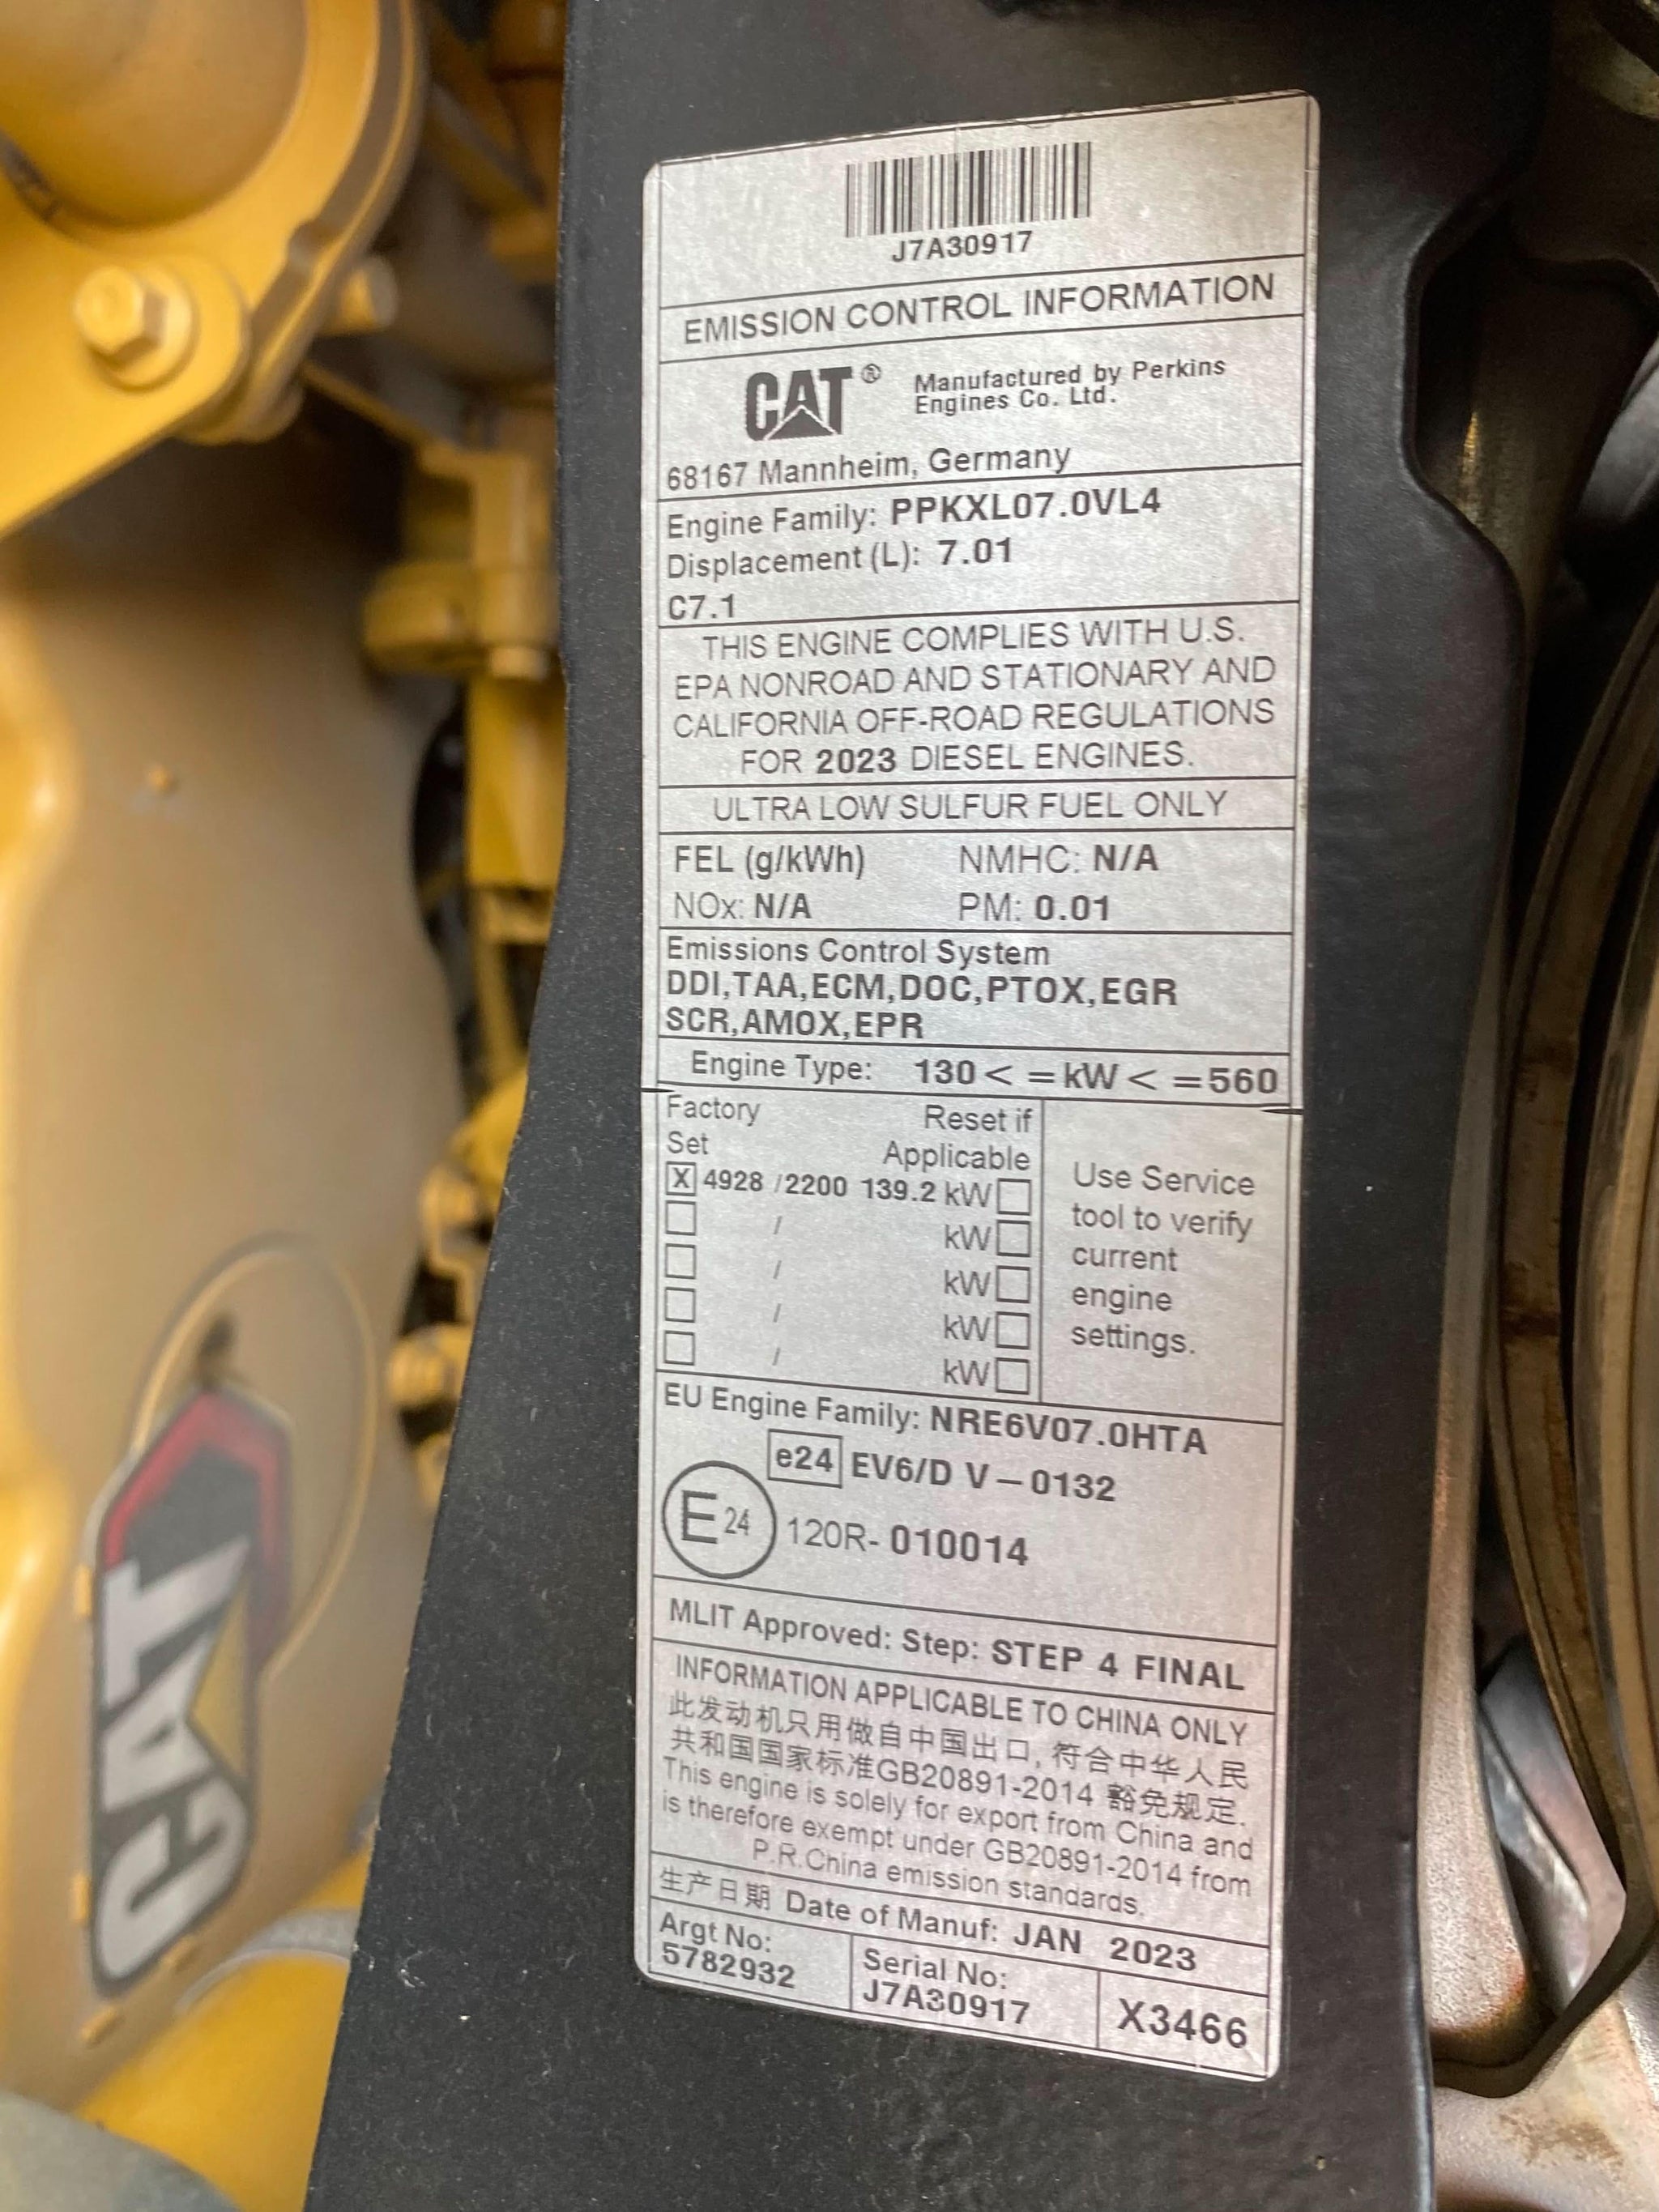 J7A30917
EMISSION CONTROL INFORMATION
CAT® Manufactured by Perkins
Engines Co. Ltd.
68167 Mannheim, Germany
Engine Family: PPKXL07.0VL4
Displacement (L): 7.01
C7.1
THIS ENGINE COMPLIES WITH U.S.
EPA NONROAD AND STATIONARY AND
CALIFORNIA OFF-ROAD REGULATIONS
FOR 2023 DIESEL ENGINES.
ULTRA LOW SULFUR FUEL ONLY
FEL (g/kWh) NMHC: N/A
NOx: N/A PM: 0.01
Emissions Control System
DDI,TAA,ECM,DOC,PTOX,EGR
SCR,AMOX,EPR
Engine Type: 130 < =kW < =560
Factory Reset if
Set Applicable
X 4928 /2200 139.2 kW
/ kW
/ kW
/ kW
/ kW
Use Service
tool to verify
current
engine
settings.
EU Engine Family: NRE6V07.0HTA
e24 EV6/D V-0132
E24 120R- 010014
MLIT Approved: Step: STEP 4 FINAL
INFORMATION APPLICABLE TO CHINA ONLY
此发动机只用做自中国出口, 符合中华人民
共和国国家标准GB20891-2014 豁免规定.
This engine is solely for export from China and
is therefore exempt under GB20891-2014 from
P.R.China emission standards.
生产日期 Date of Manuf: JAN 2023
Argt No:
5782932
Serial No:
J7A30917
X3466
CAT